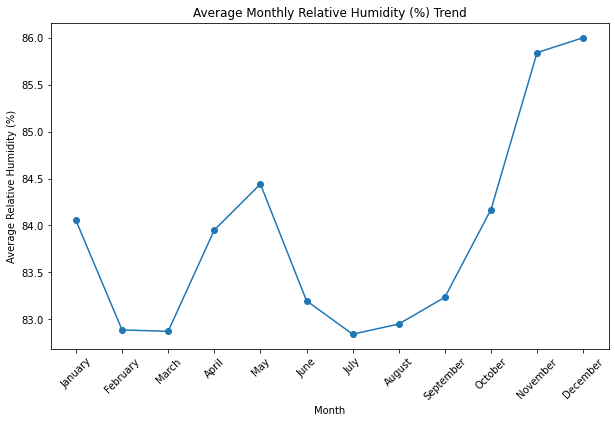 Average Monthly Relative Humidity (%) Trend
Average Relative Humidity (%)
86.0
85.5
85.0
84.5
84.0
83.5
83.0
January
February
March
April
May
June
July
August
September
October
November
December
Month